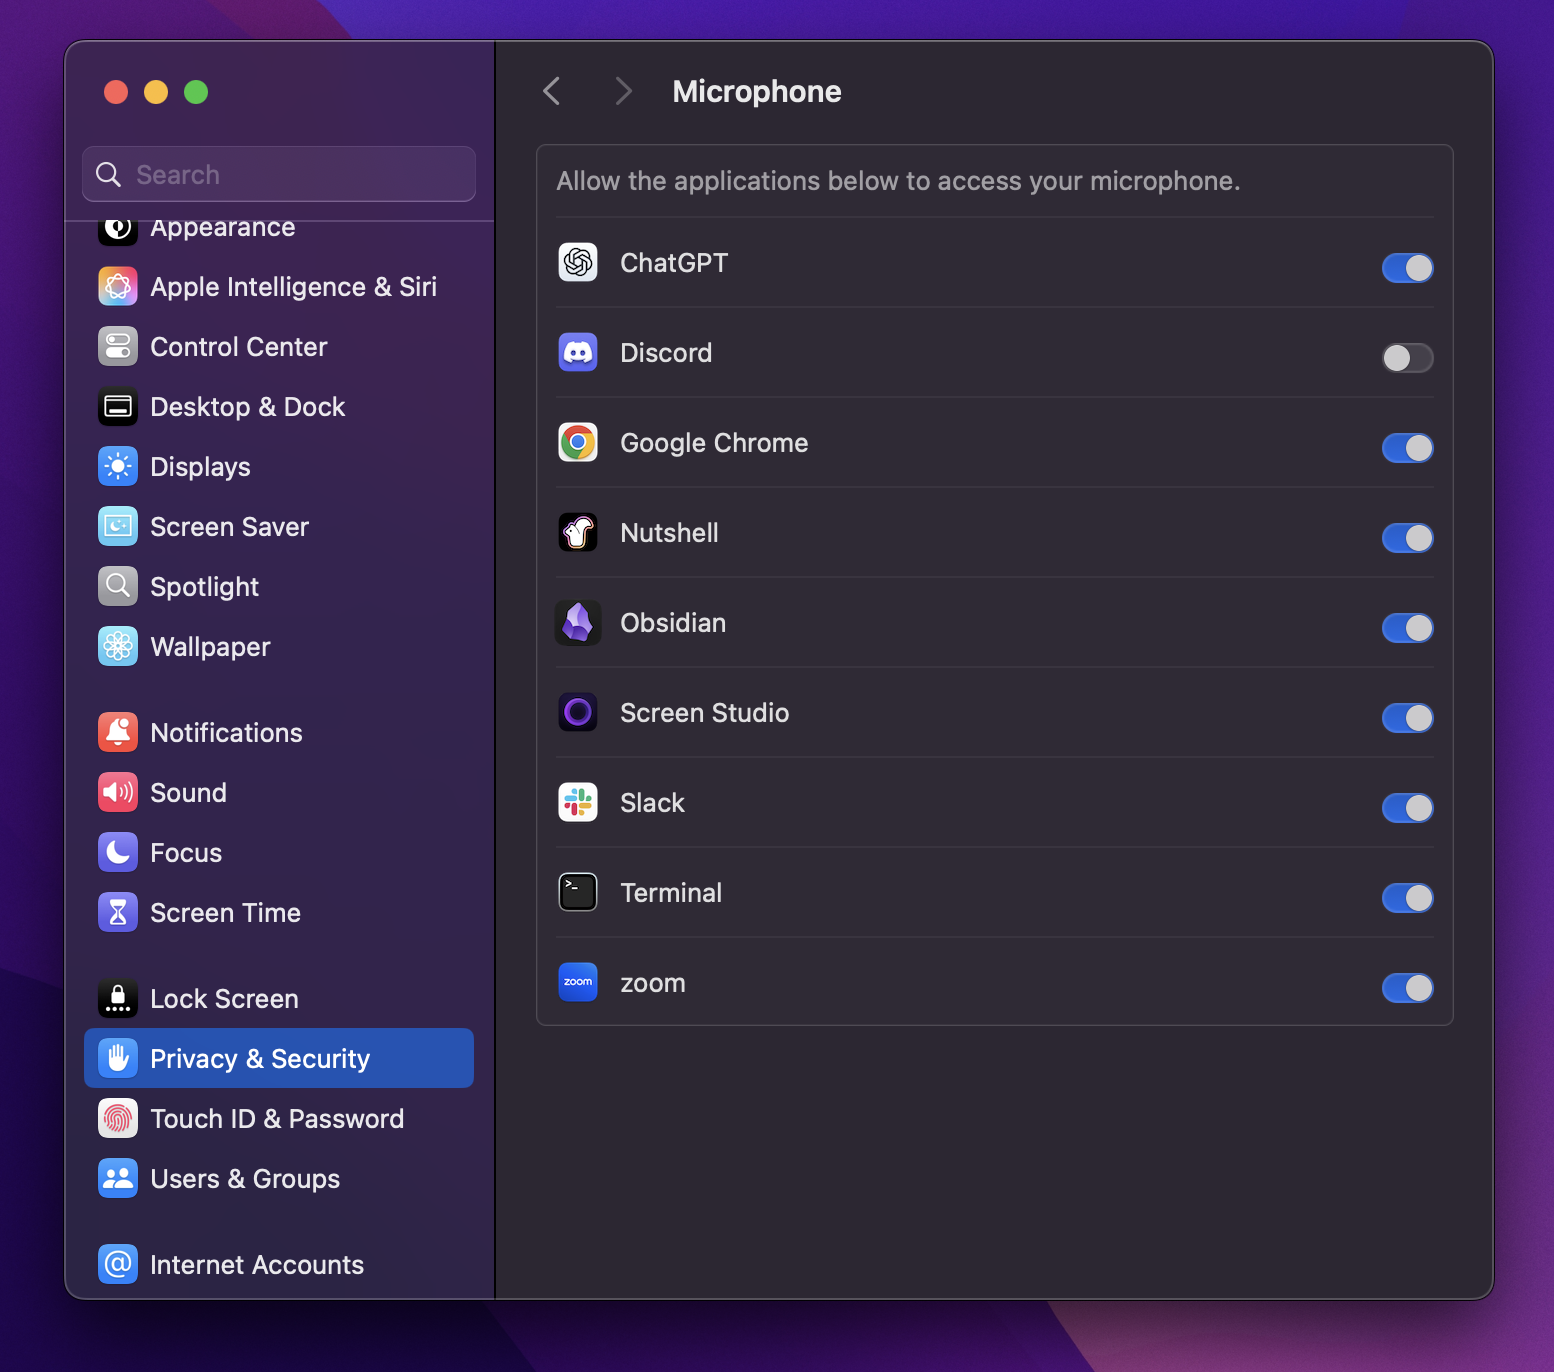 Search
Appearance
Apple Intelligence & Siri
Control Center
Desktop & Dock
Displays
Screen Saver
Spotlight
Wallpaper
Notifications
Sound
Focus
Screen Time
Lock Screen
Privacy & Security
Touch ID & Password
Users & Groups
@
Internet Accounts
Microphone
Allow the applications below to access your microphone.
ChatGPT
Discord
Google Chrome
Nutshell
Obsidian
Screen Studio
Slack
>_
Terminal
zoom
zoom